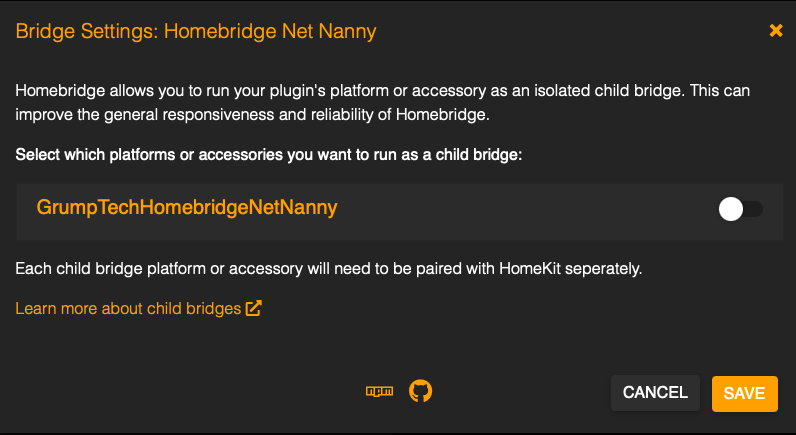 Bridge Settings: Homebridge Net Nanny
Homebridge allows you to run your plugin's platform or accessory as an isolated child bridge. This can
improve the general responsiveness and reliability of Homebridge.
Select which platforms or accessories you want to run as a child bridge:
GrumpTechHomebridgeNetNanny
Each child bridge platform or accessory will need to be paired with HomeKit seperately.
Learn more about child bridges
npm
CANCEL
SAVE